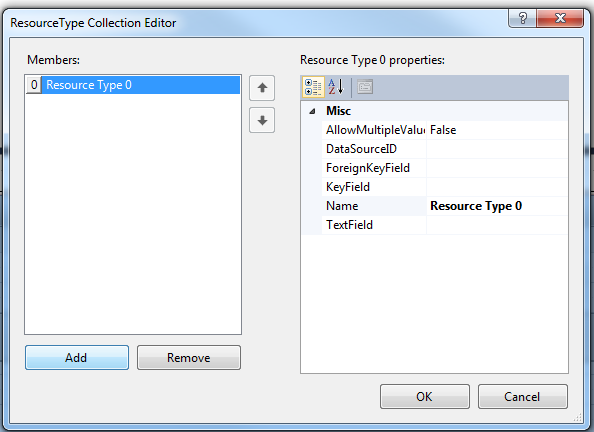 ResourceType Collection Editor
?
Members:
0 Resource Type 0
Add
Remove
Resource Type 0 properties:
A Z
Misc
AllowMultipleValue False
DataSourceID
ForeignKeyField
KeyField
Name Resource Type 0
TextField
OK
Cancel